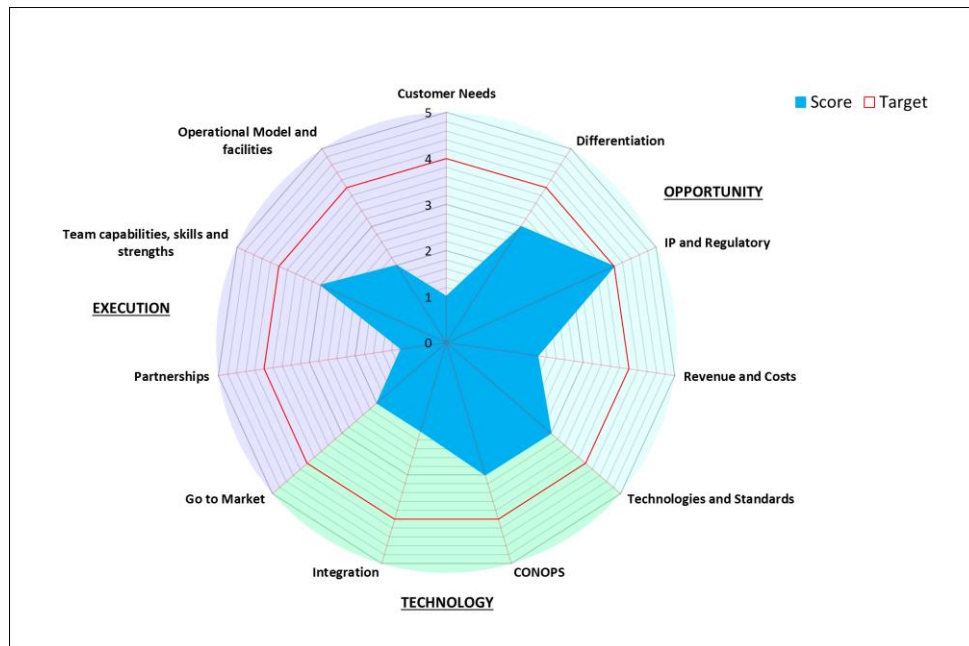 Customer Needs
Score
Target
Operational Model and
facilities
Differentiation
OPPORTUNITY
Team capabilities, skills and
strengths
IP and Regulatory
5
4
3
2
1
0
EXECUTION
Partnerships
Revenue and Costs
Go to Market
Technologies and Standards
Integration
CONOPS
TECHNOLOGY